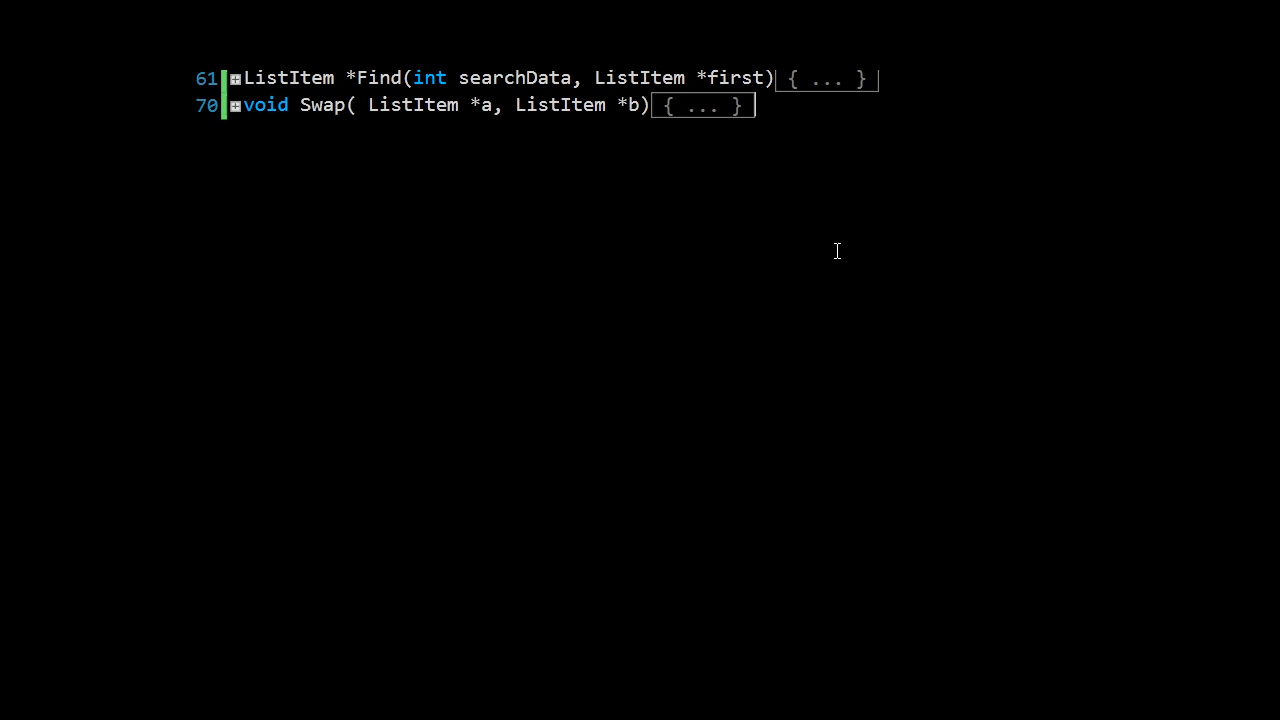 61 ListItem *Find(int searchData, ListItem *first){ ... }
70 void Swap( ListItem *a, ListItem *b){ ... }